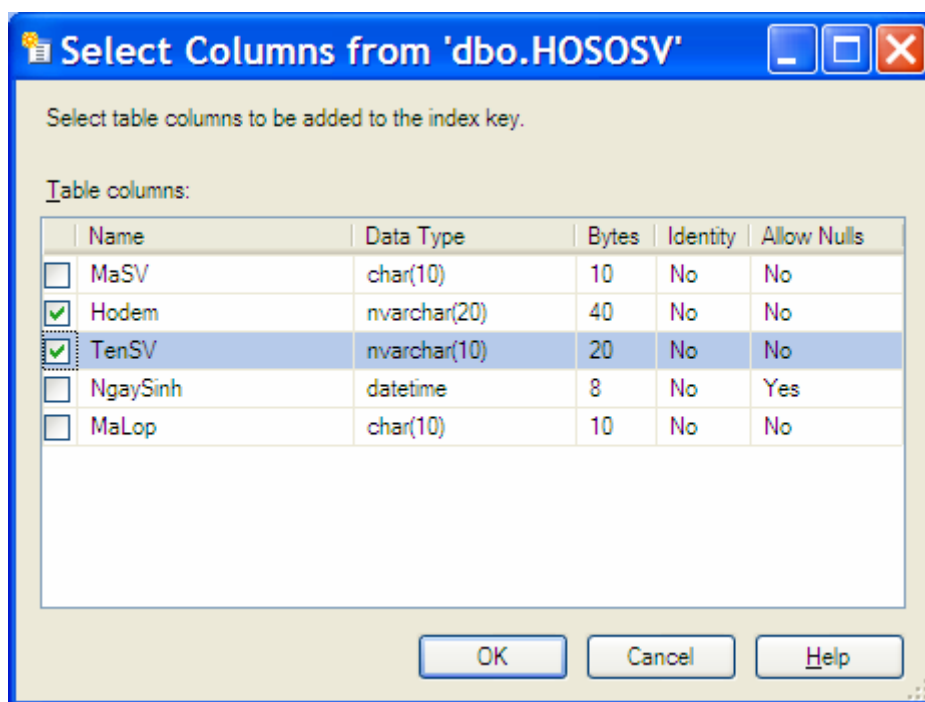 Select Columns from 'dbo.HOSOSV'
Select table columns to be added to the index key.
Table columns:
Name Data Type Bytes Identity Allow Nulls
MaSV char(10) 10 No No
Hodem nvarchar(20) 40 No No
TenSV nvarchar(10) 20 No No
NgaySinh datetime 8 No Yes
MaLop char(10) 10 No No
OK Cancel Help